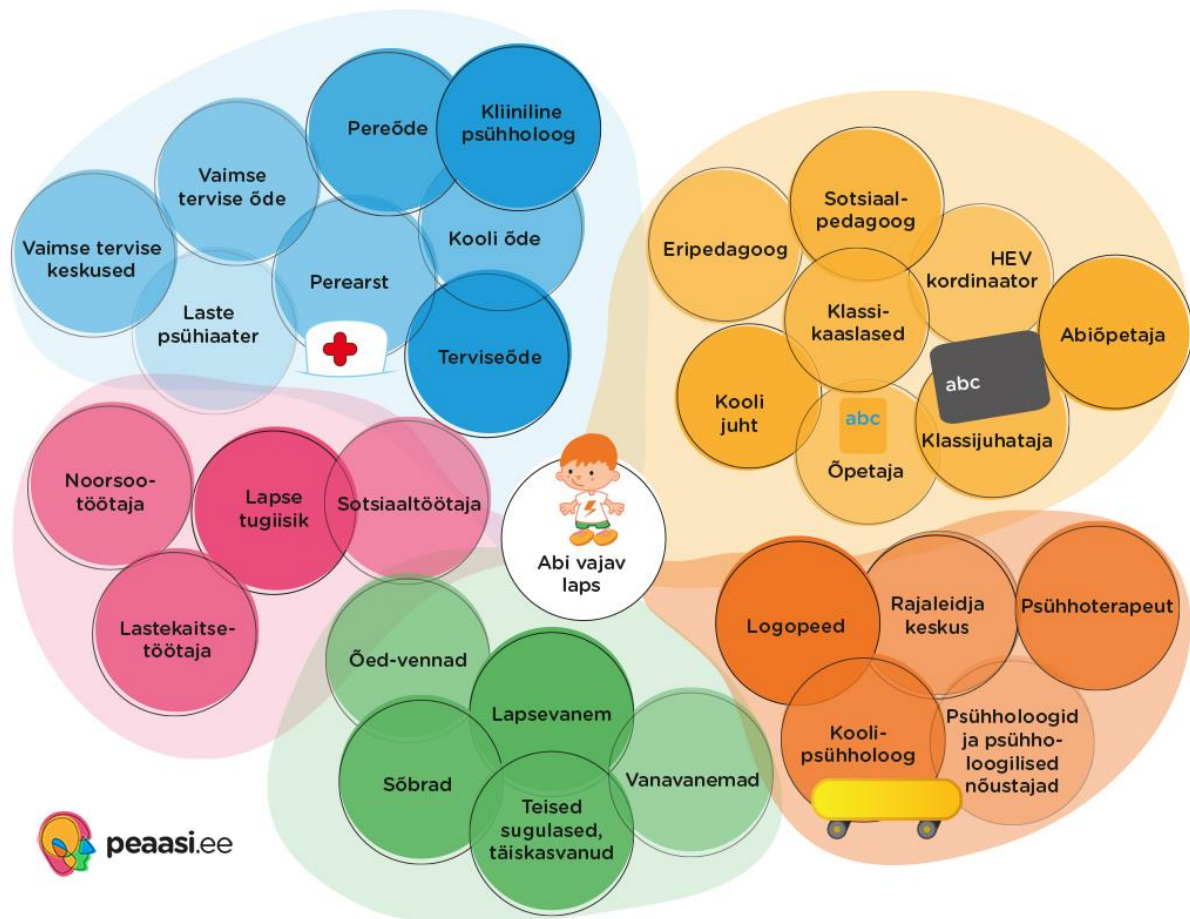 Pereõde
Kliiniline
psühholoog
Vaimse
tervise õde
Vaimse tervise
keskused
Kooli õde
Perearst
Laste
psühiaater
Terviseõde
Sotsiaal-
pedagoog
Eripedagoog
HEV
kordinaator
Klassi-
kaaslased
Abiõpetaja
abc
Kooli
juht
abc
Klassijuhataja
Õpetaja
Noorsoo-
töötaja
Lapse
tugiisik
Sotsiaaltöötaja
Lastekaitse-
töötaja
Abi vajav
laps
Õed-vennad
Lapsevanem
Sõbrad
Vanavanemad
Teised
sugulased,
täiskasvanud
Logopeed
Rajaleidja
keskus
Psühhoterapeut
Kooli-
psühholoog
Psühholoogid
ja psühho-
loogilised
nõustajad
peaasi.ee